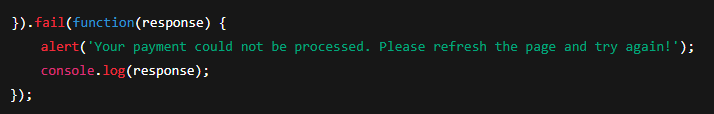 }).fail(function(response) {
    alert('Your payment could not be processed. Please refresh the page and try again!');
    console.log(response);
});